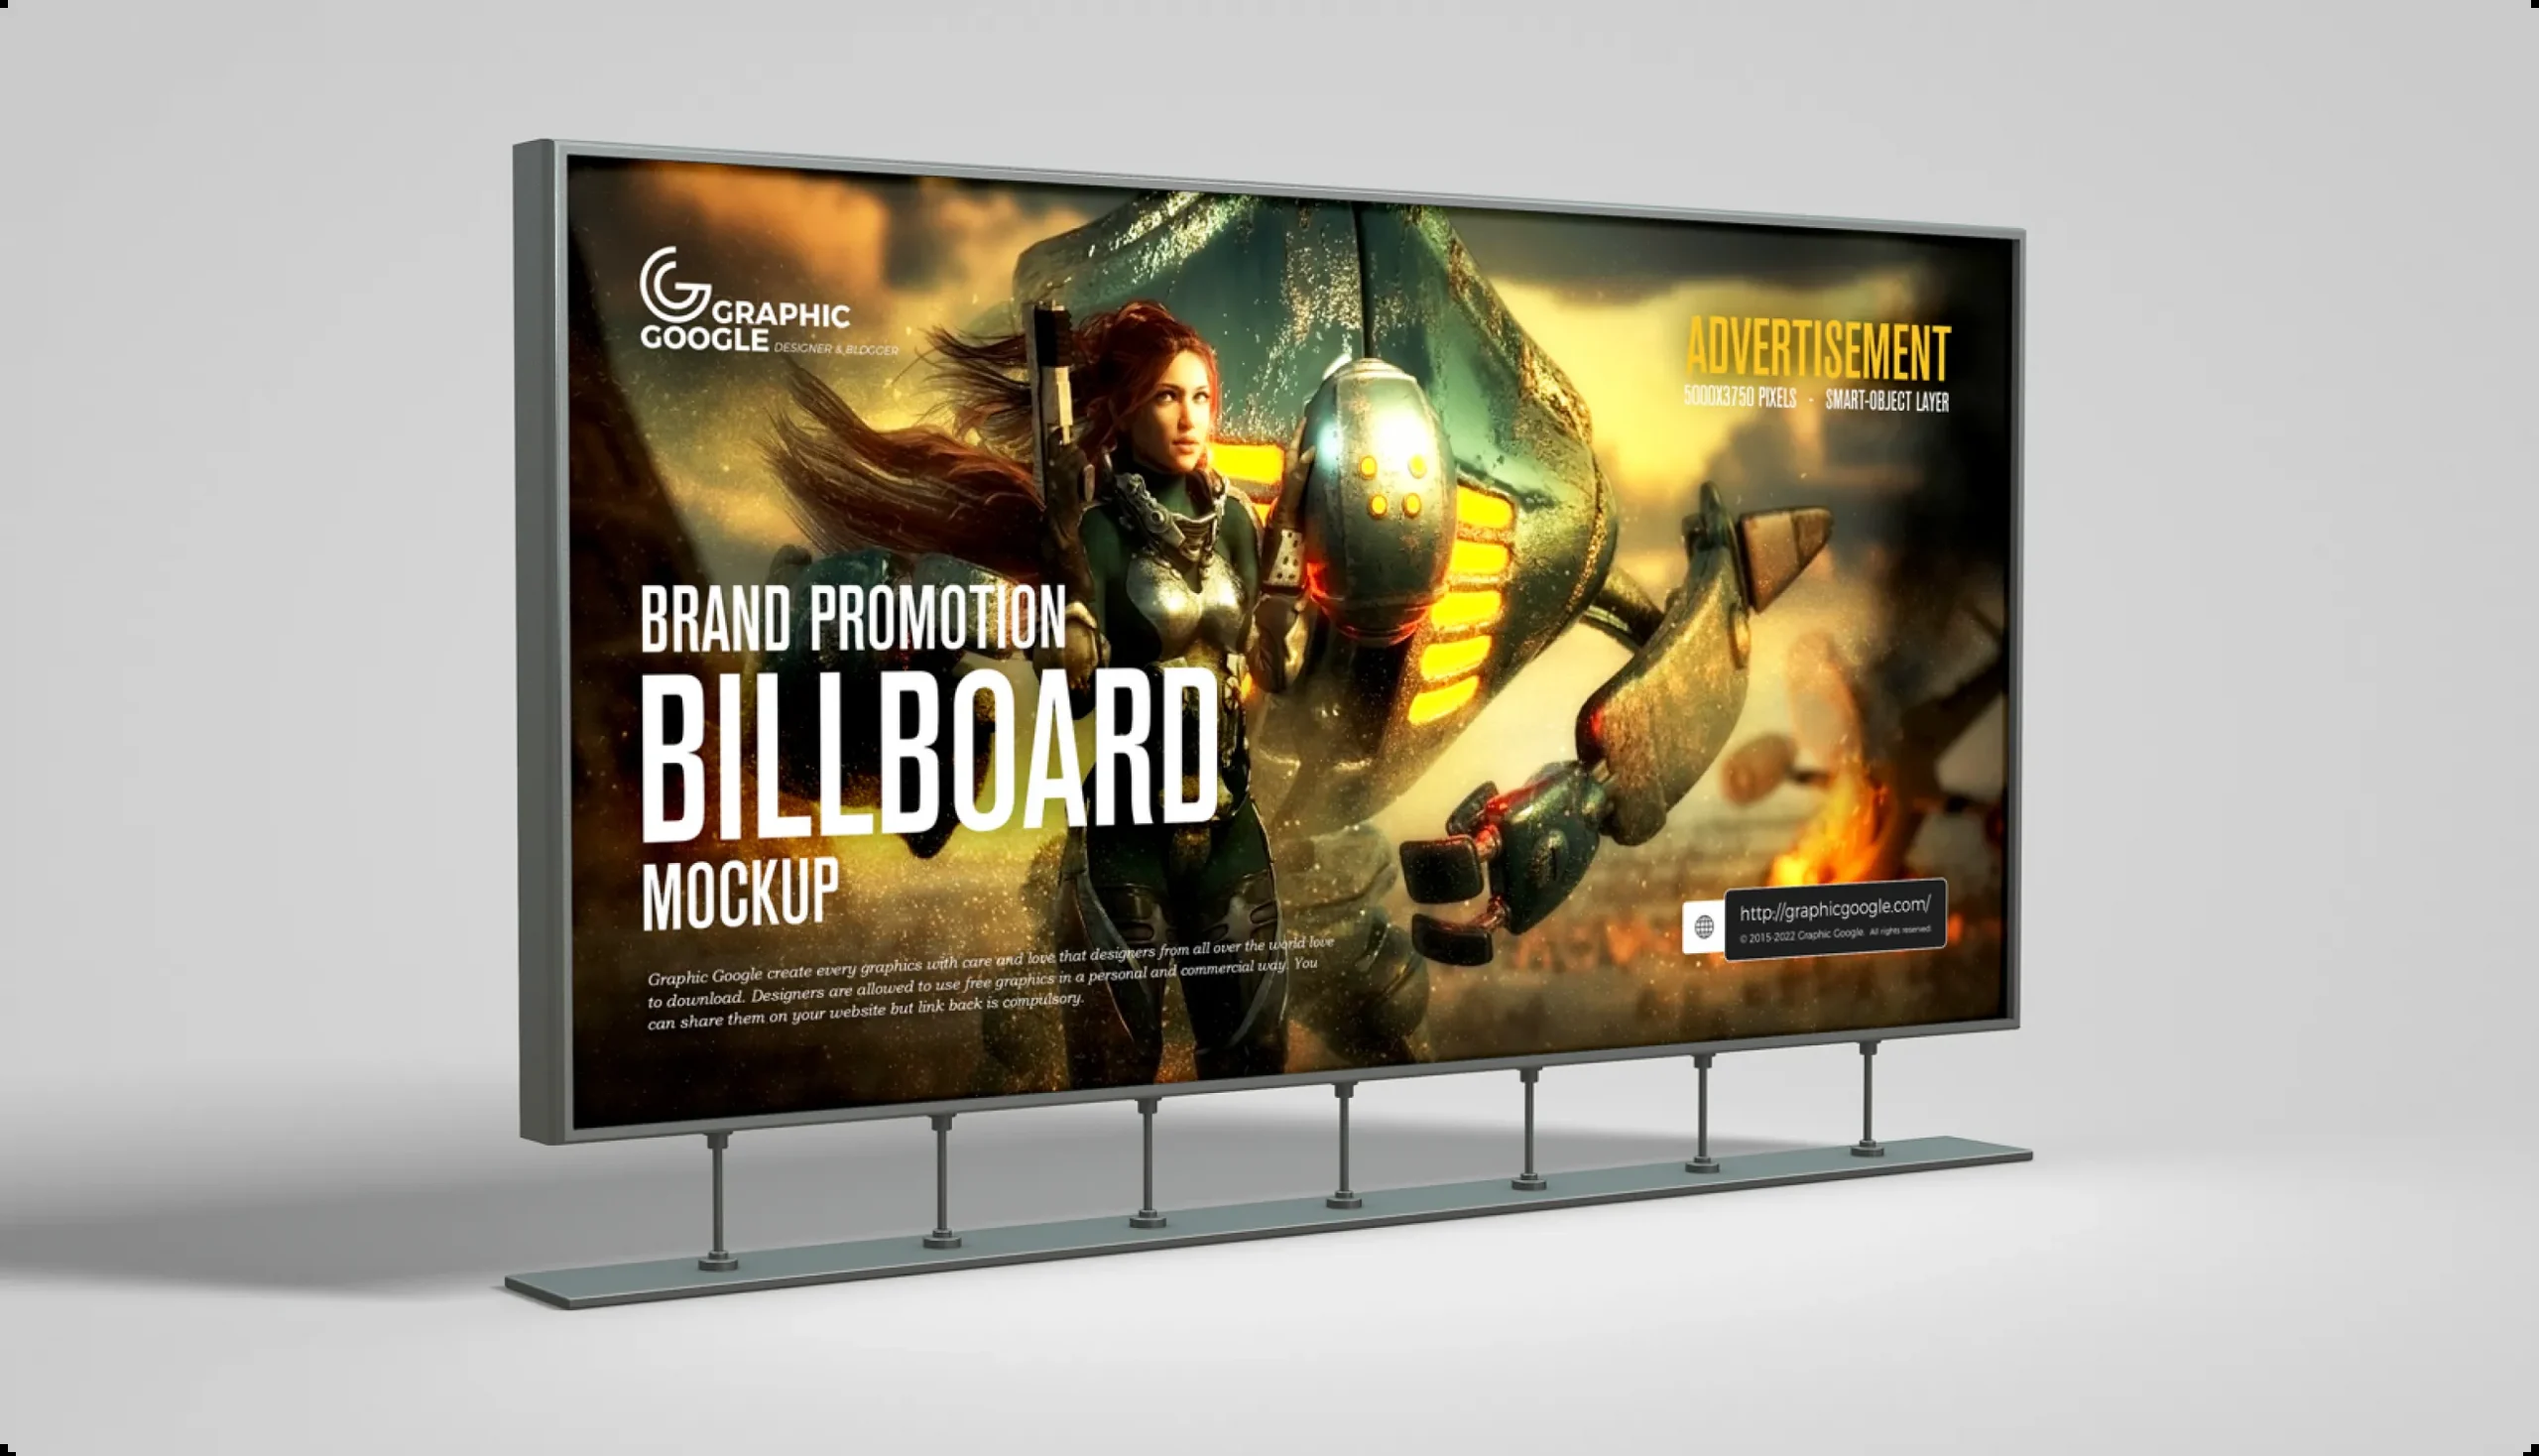 GRAPHIC
GOOGLE DESIGNER & BLOGGER
ADVERTISEMENT
5000X3750 PIXELS - SMART-OBJECT LAYER
BRAND PROMOTION
BILLBOARD
MOCKUP
Graphic Google create every graphics with care and love that designers from all over the world love
to download. Designers are allowed to use free graphics in a personal and commercial way. You
can share them on your website but link back is compulsory.
http://graphicgoogle.com/
© 2015-2022 Graphic Google. All rights reserved